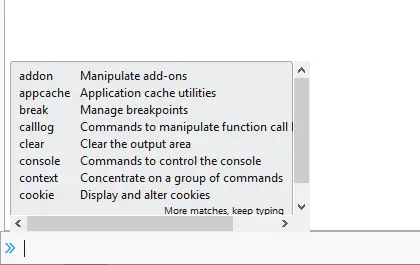 addon Manipulate add-ons
appcache Application cache utilities
break Manage breakpoints
calllog Commands to manipulate function call
clear Clear the output area
console Commands to control the console
context Concentrate on a group of commands
cookie Display and alter cookies
More matches, keep typing
»